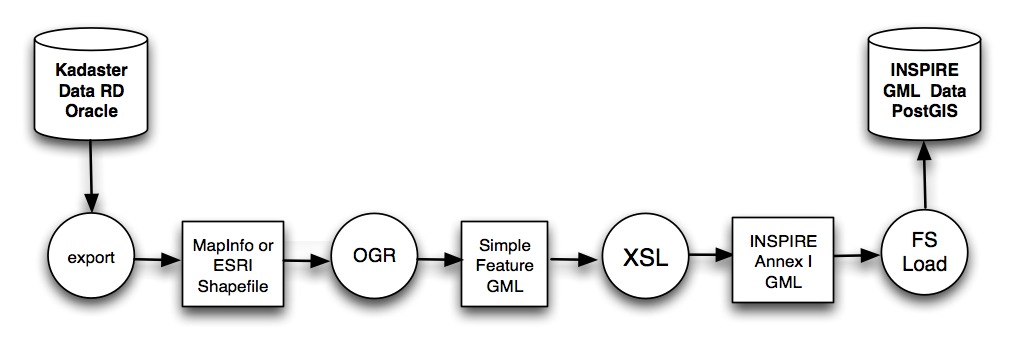 Kadaster
Data RD
Oracle
INSPIRE
GML Data
PostGIS
export
MapInfo or
ESRI
Shapefile
OGR
Simple
Feature
GML
XSL
INSPIRE
Annex I
GML
FS
Load